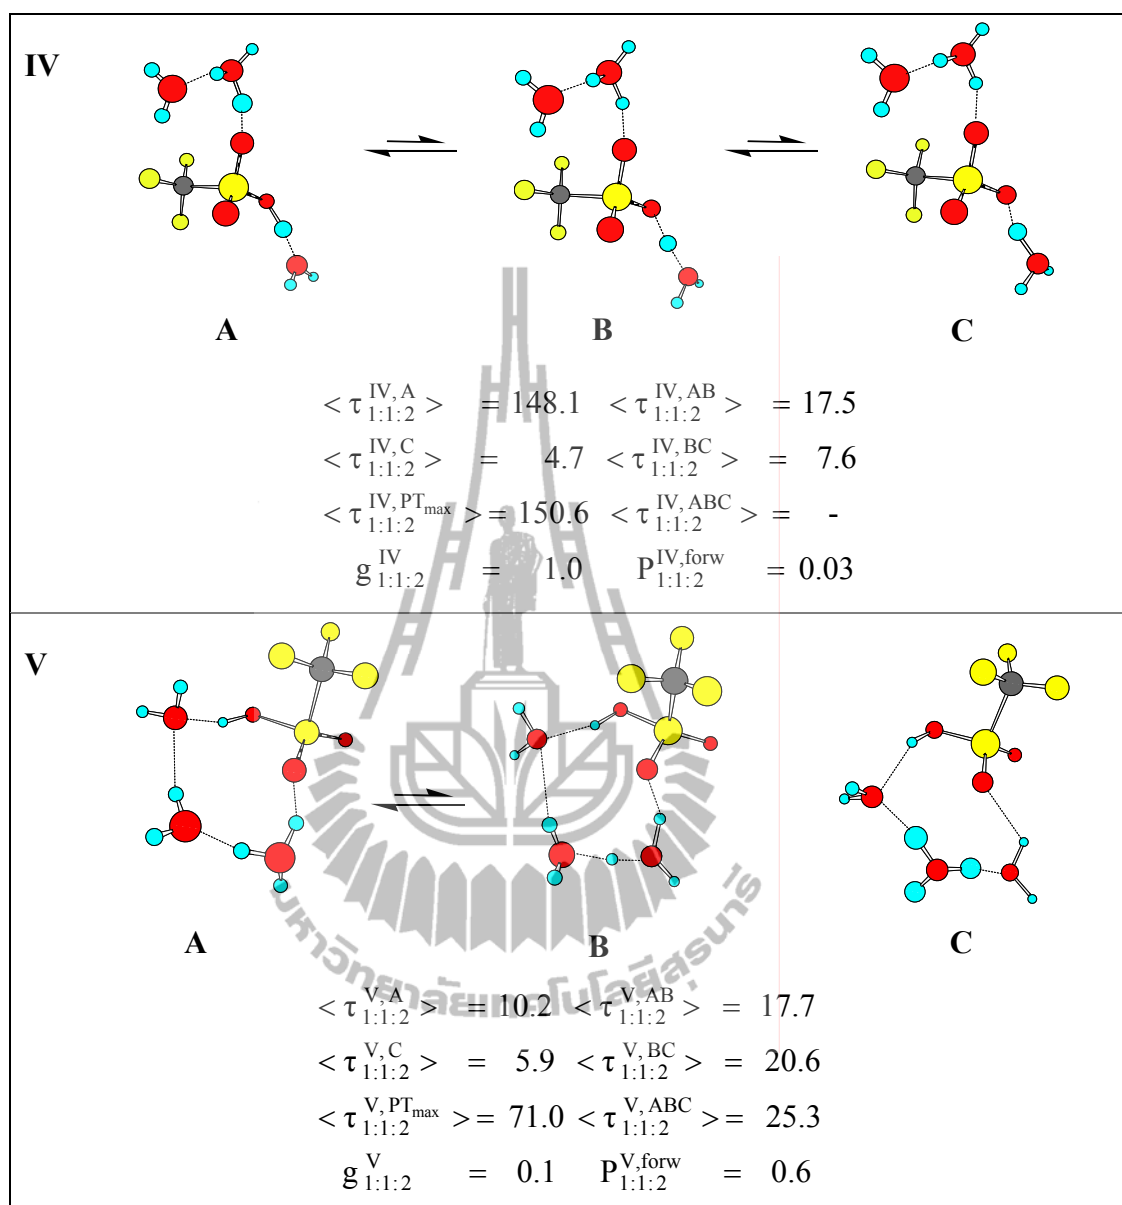 IV
A B C
< τ^{IV, A}_{1:1:2} > = 148.1 < τ^{IV, AB}_{1:1:2} > = 17.5
< τ^{IV, C}_{1:1:2} > = 4.7 < τ^{IV, BC}_{1:1:2} > = 7.6
< τ^{IV, PT_{max}}_{1:1:2} > = 150.6 < τ^{IV, ABC}_{1:1:2} > = -
g^{IV}_{1:1:2} = 1.0 P^{IV,forw}_{1:1:2} = 0.03
V
A B C
< τ^{V, A}_{1:1:2} > = 10.2 < τ^{V, AB}_{1:1:2} > = 17.7
< τ^{V, C}_{1:1:2} > = 5.9 < τ^{V, BC}_{1:1:2} > = 20.6
< τ^{V, PT_{max}}_{1:1:2} > = 71.0 < τ^{V, ABC}_{1:1:2} > = 25.3
g^{V}_{1:1:2} = 0.1 P^{V,forw}_{1:1:2} = 0.6